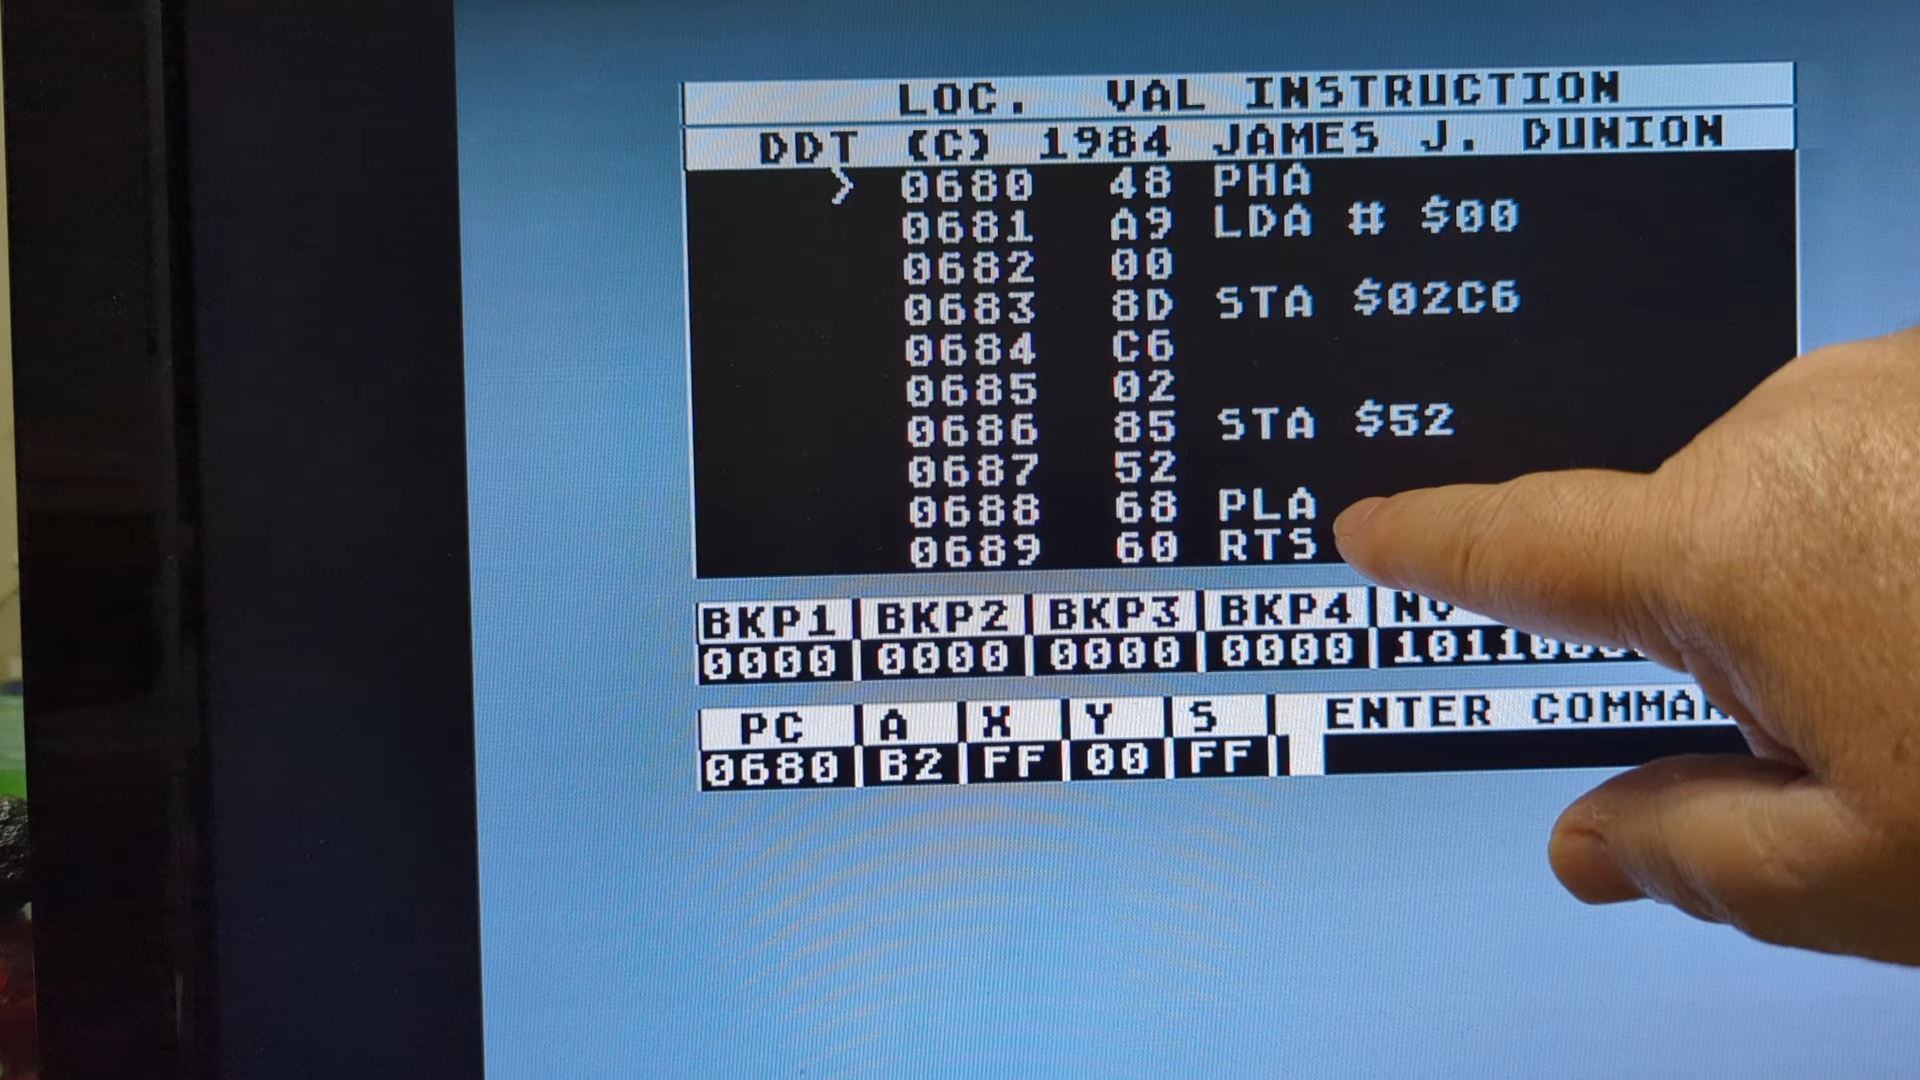 LOC. VAL INSTRUCTION
DDT (C) 1984 JAMES J. DUNION
> 0680 48 PHA
0681 A9 LDA # $00
0682 00
0683 8D STA $02C6
0684 C6
0685 02
0686 85 STA $52
0687 52
0688 68 PLA
0689 60 RTS
BKP1 BKP2 BKP3 BKP4 NV
0000 0000 0000 0000
PC A X Y S ENTER
0680 B2 FF 00 FF